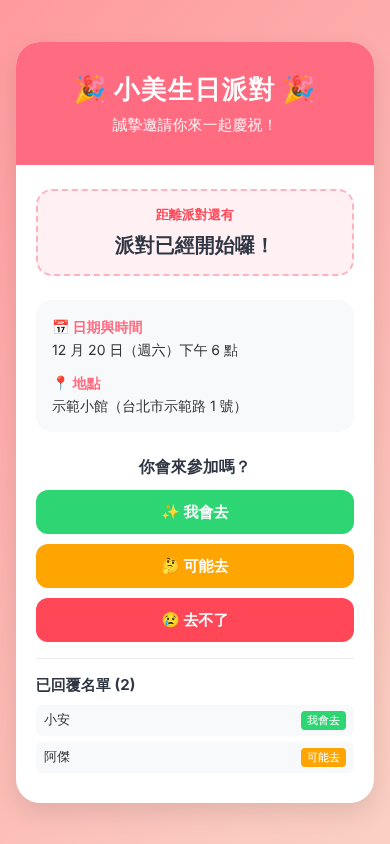 🎉 小美生日派對 🎉
誠摯邀請你來一起慶祝！
距離派對還有
派對已經開始囉！
📅 日期與時間
12 月 20 日（週六）下午 6 點
📍 地點
示範小館（台北市示範路 1 號）
你會來參加嗎？
✨ 我會去
🤔 可能去
😢 去不了
已回覆名單 (2)
小安 我會去
阿傑 可能去